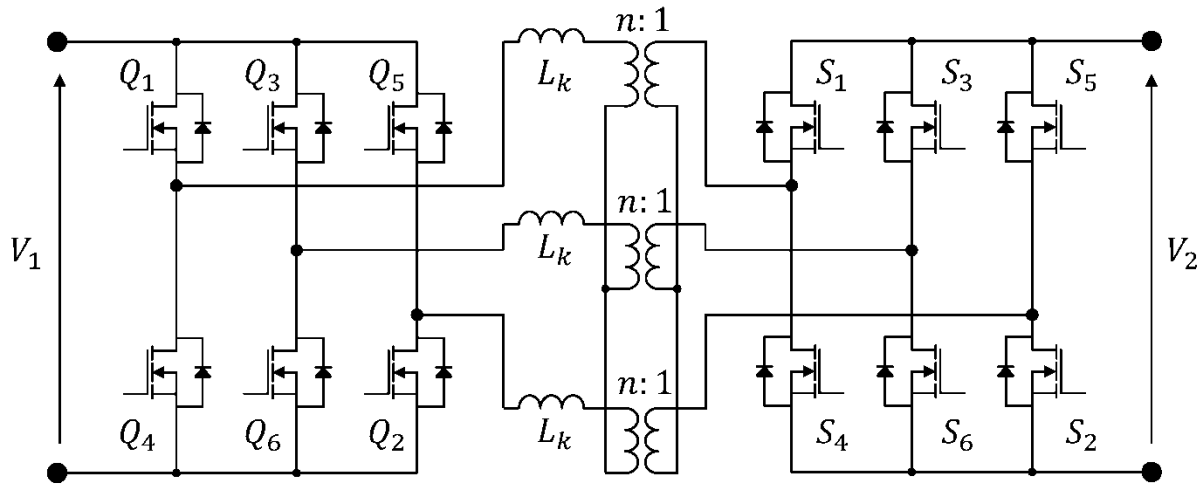 n: 1
Q1 Q3 Q5 Lk S1 S3 S5
n: 1
V1 Lk V2
n: 1
Q4 Q6 Q2 Lk S4 S6 S2